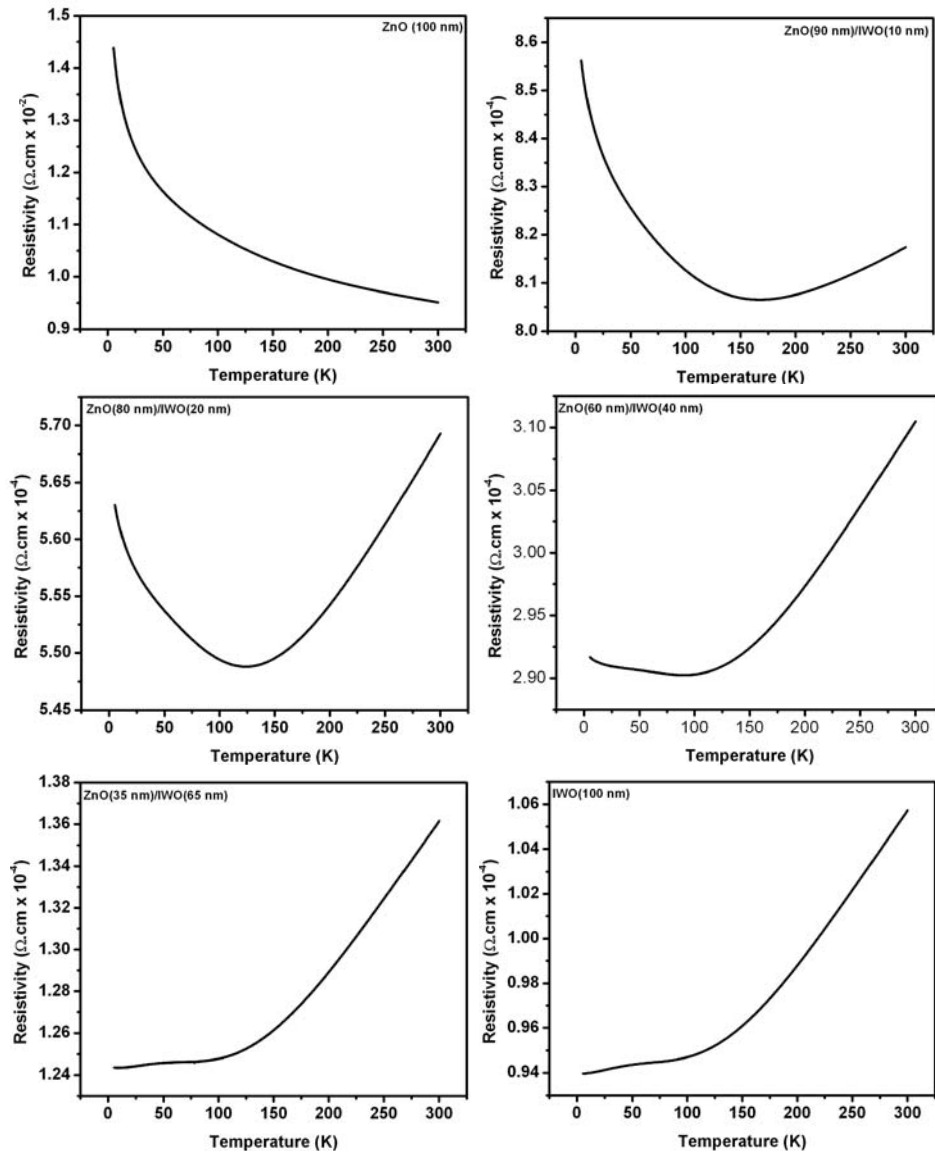 ZnO (100 nm)
Resistivity (Ω.cm x 10⁻²)
1.5
1.4
1.3
1.2
1.1
1.0
0.9
0 50 100 150 200 250 300
Temperature (K)
ZnO(90 nm)/IWO(10 nm)
Resistivity (Ω.cm x 10⁻⁴)
8.6
8.5
8.4
8.3
8.2
8.1
8.0
0 50 100 150 200 250 300
Temperature (K)
ZnO(80 nm)/IWO(20 nm)
Resistivity (Ω.cm x 10⁻⁴)
5.70
5.65
5.60
5.55
5.50
5.45
0 50 100 150 200 250 300
Temperature (K)
ZnO(60 nm)/IWO(40 nm)
Resistivity (Ω.cm x 10⁻⁴)
3.10
3.05
3.00
2.95
2.90
0 50 100 150 200 250 300
Temperature (K)
ZnO(35 nm)/IWO(65 nm)
Resistivity (Ω.cm x 10⁻⁴)
1.38
1.36
1.34
1.32
1.30
1.28
1.26
1.24
0 50 100 150 200 250 300
Temperature (K)
IWO(100 nm)
Resistivity (Ω.cm x 10⁻⁴)
1.06
1.04
1.02
1.00
0.98
0.96
0.94
0 50 100 150 200 250 300
Temperature (K)